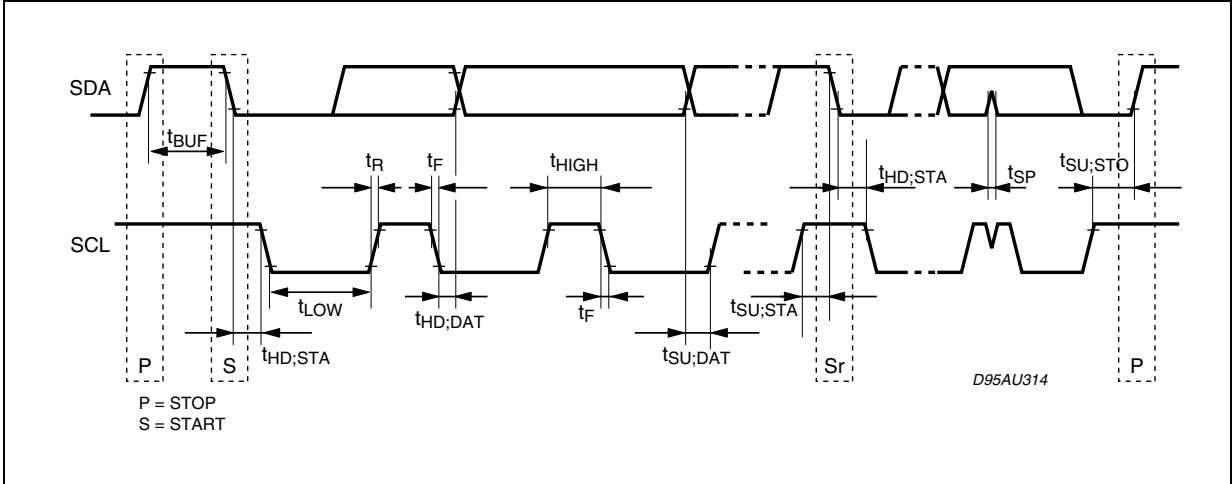 SDA
tBUF
tR
tF
tHIGH
tHD;STA
tSP
tSU;STO
SCL
tLOW
tHD;DAT
tF
tSU;STA
tHD;STA
tSU;DAT
P
S
Sr
D95AU314
P
P = STOP
S = START